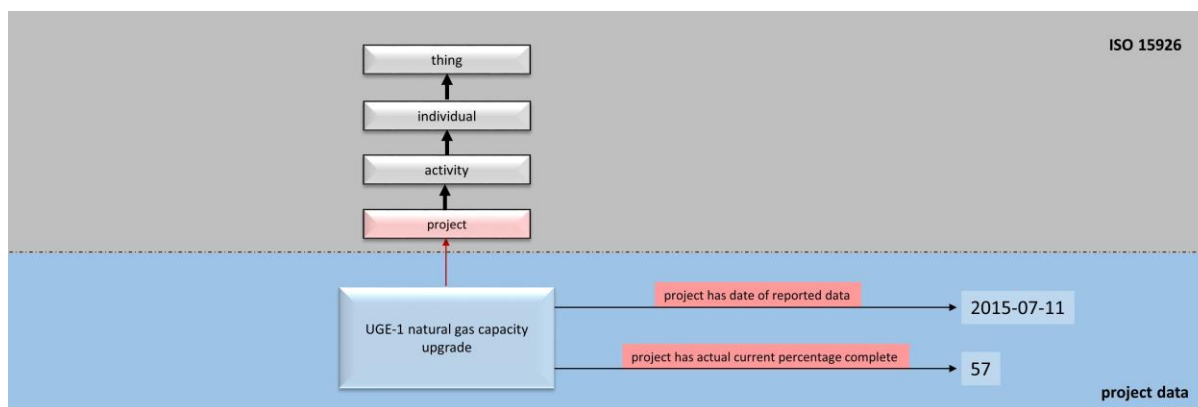 ISO 15926
thing
individual
activity
project
project has date of reported data
2015-07-11
UGE-1 natural gas capacity
upgrade
project has actual current percentage complete
57
project data